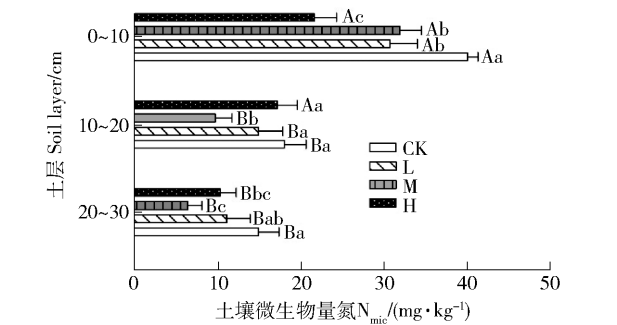 土层 Soil layer/cm
0~10
Ac
Ab
Ab
Aa
10~20
Aa
Bb
Ba
Ba
20~30
Bbc
Bc
Bab
Ba
CK
L
M
H
0 10 20 30 40 50
土壤微生物量氮Nmic/(mg·kg⁻¹)